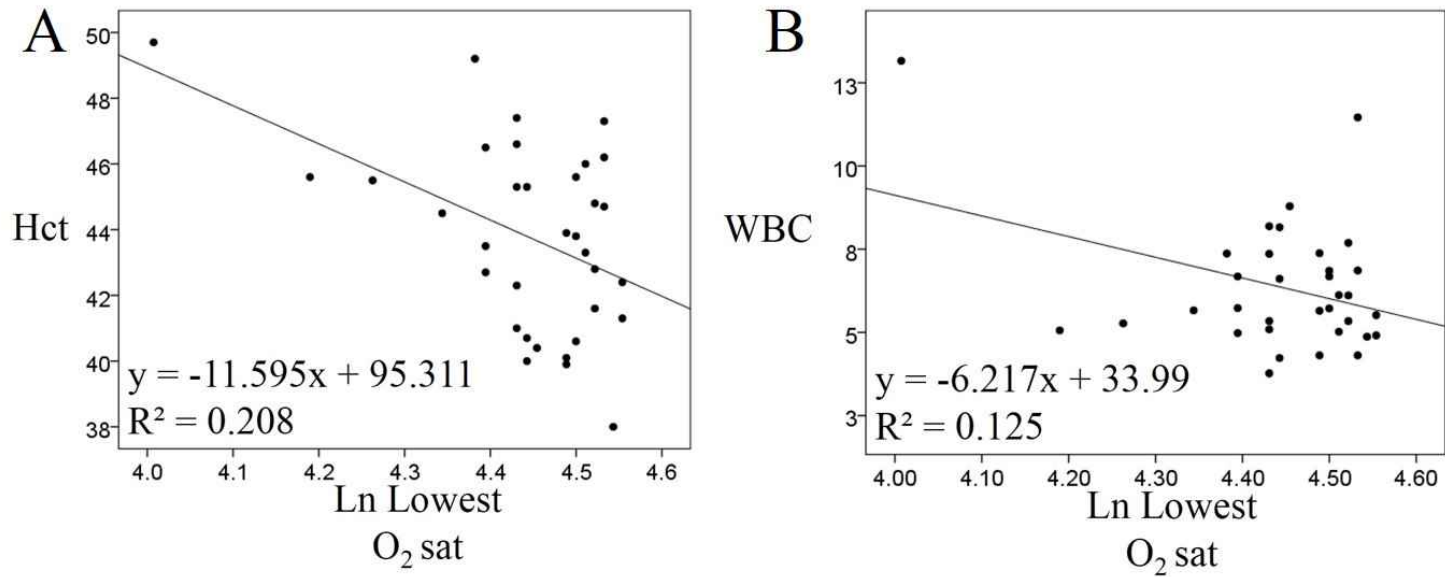 A
50
48
46
44
42
40
38
Hct
y = -11.595x + 95.311
R² = 0.208
4.0 4.1 4.2 4.3 4.4 4.5 4.6
Ln Lowest
O₂ sat
B
13
10
8
5
3
WBC
y = -6.217x + 33.99
R² = 0.125
4.00 4.10 4.20 4.30 4.40 4.50 4.60
Ln Lowest
O₂ sat